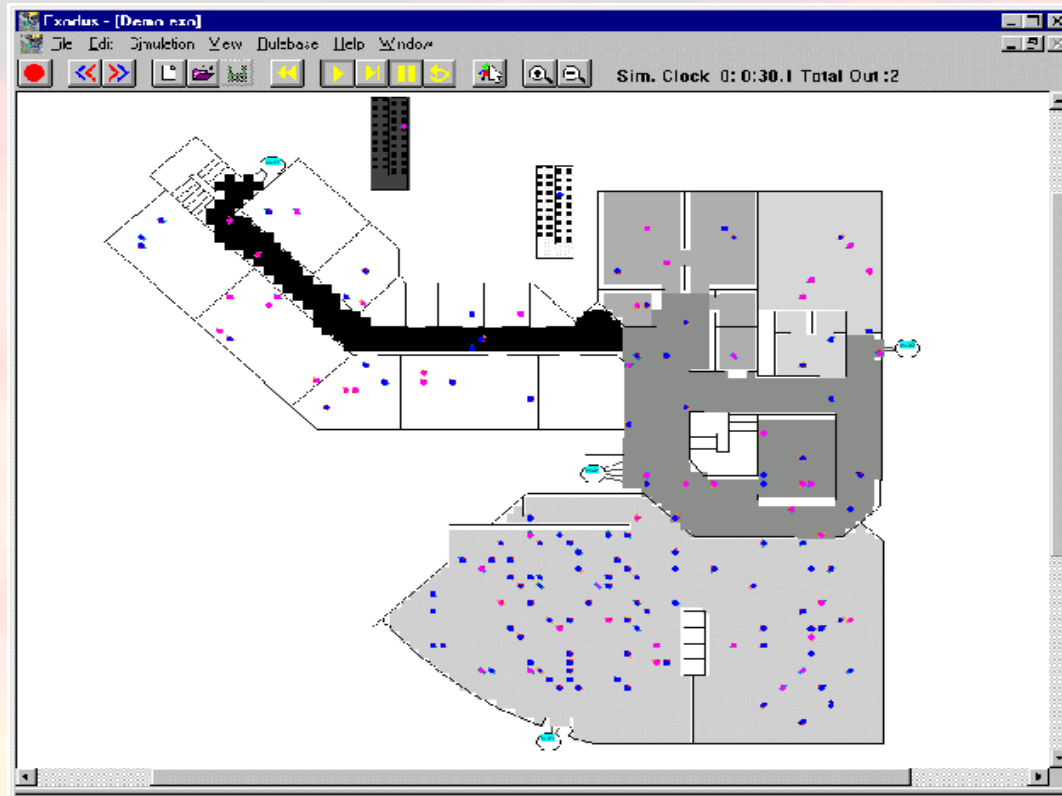 Exodus - [Demo exo]
File Edit Simulation View Rulebase Help Window
Sim. Clock 0: 0:30.1 Total Out :2